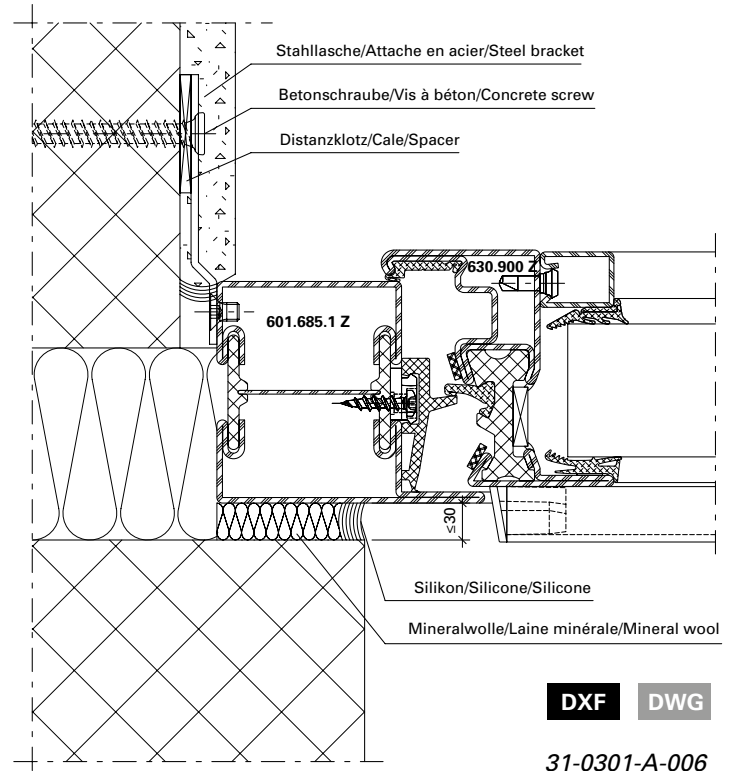 Stahllasche/Attache en acier/Steel bracket
Betonschraube/Vis à béton/Concrete screw
Distanzklotz/Cale/Spacer
630.900 Z
601.685.1 Z
≤30
Silikon/Silicone/Silicone
Mineralwolle/Laine minérale/Mineral wool
DXF DWG
31-0301-A-006